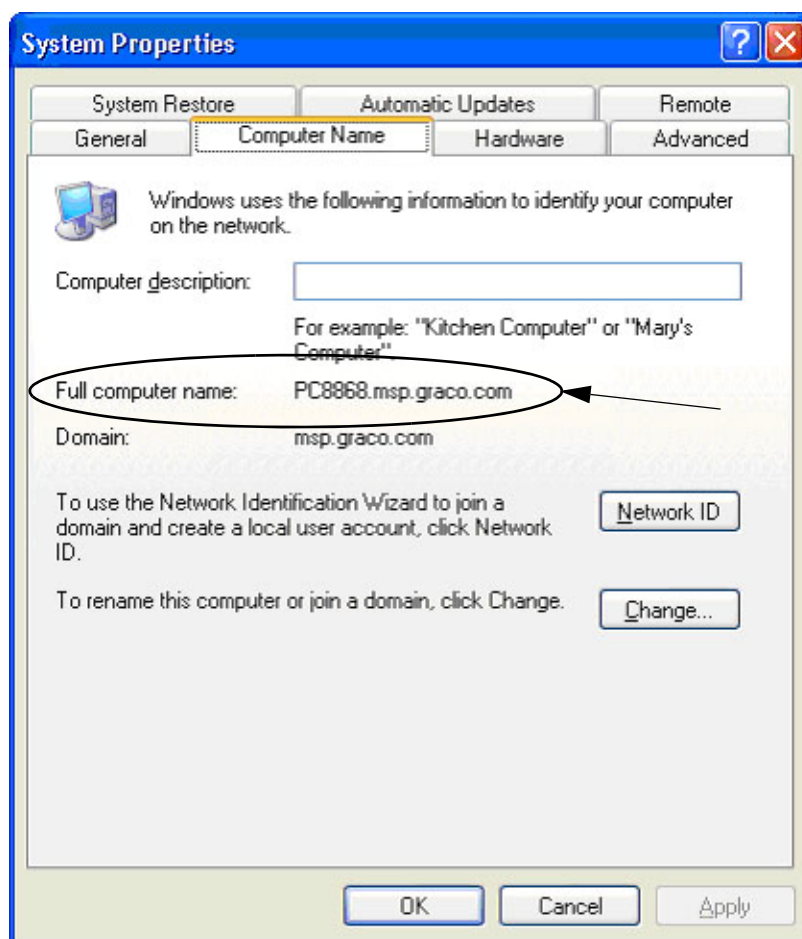 System Properties
?
System Restore Automatic Updates Remote
General Computer Name Hardware Advanced
Windows uses the following information to identify your computer
on the network.
Computer description:
For example: "Kitchen Computer" or "Mary's
Computer".
Full computer name: PC8868.msp.graco.com
Domain: msp.graco.com
To use the Network Identification Wizard to join a
domain and create a local user account, click Network
ID.
Network ID
To rename this computer or join a domain, click Change.
Change...
OK Cancel Apply